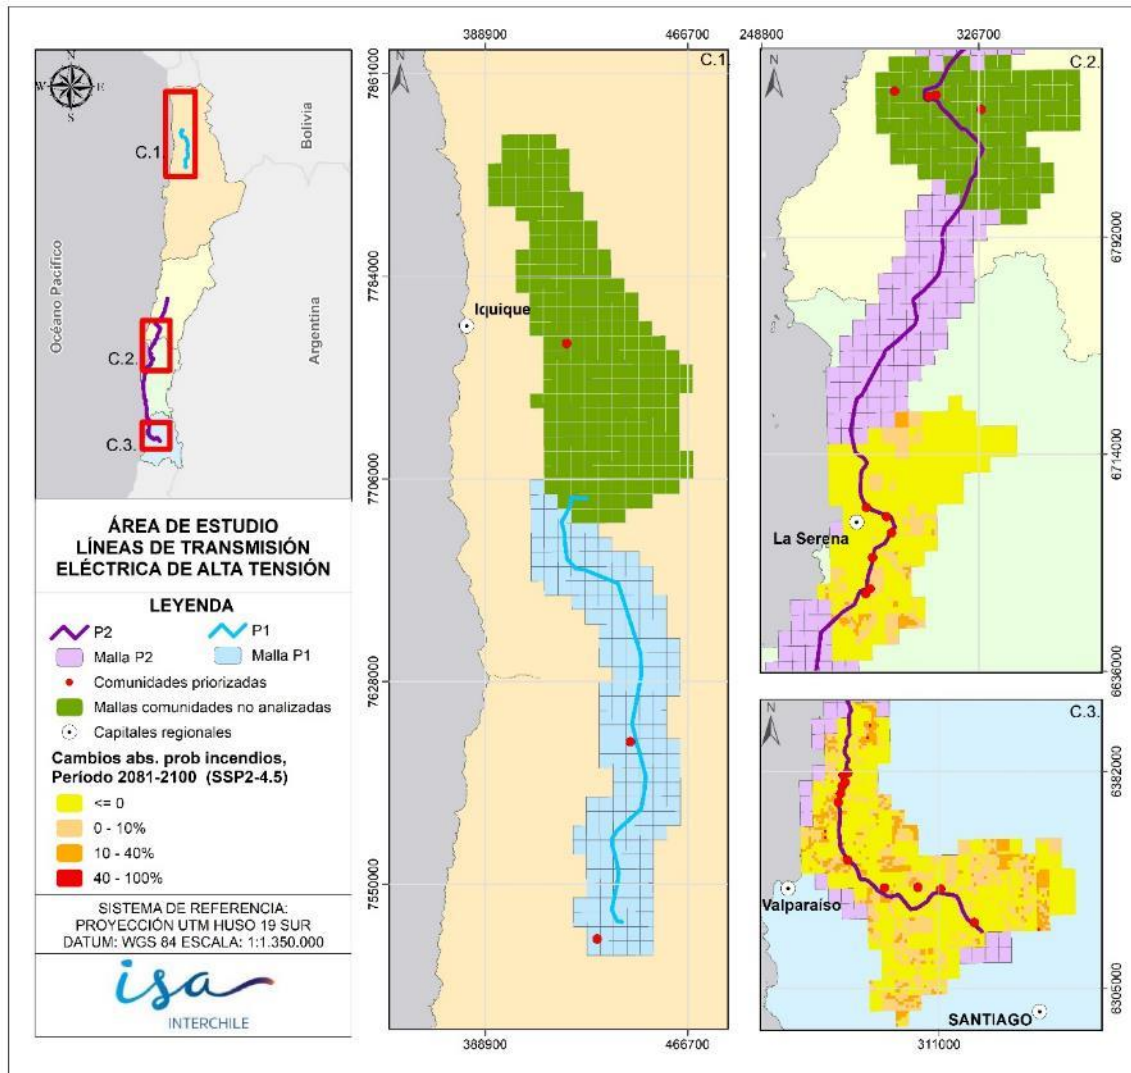 N
W
E
S
C.1.
C.2.
C.3.
Bolivia
Argentina
Océano Pacífico
ÁREA DE ESTUDIO
LÍNEAS DE TRANSMISIÓN
ELÉCTRICA DE ALTA TENSIÓN
LEYENDA
P2
P1
Malla P2
Malla P1
Comunidades priorizadas
Mallas comunidades no analizadas
Capitales regionales
Cambios abs. prob incendios,
Período 2081-2100 (SSP2-4.5)
<= 0
0 - 10%
10 - 40%
40 - 100%
SISTEMA DE REFERENCIA:
PROYECCIÓN UTM HUSO 19 SUR
DATUM: WGS 84 ESCALA: 1:1.350.000
isa
INTERCHILE
388900
466700
N
C.1.
7861000
7784000
7706000
7628000
7550000
Iquique
388900
466700
248800
326700
N
C.2.
6792000
6714000
6636000
La Serena
N
C.3.
6382000
6305000
Valparaíso
SANTIAGO
311000